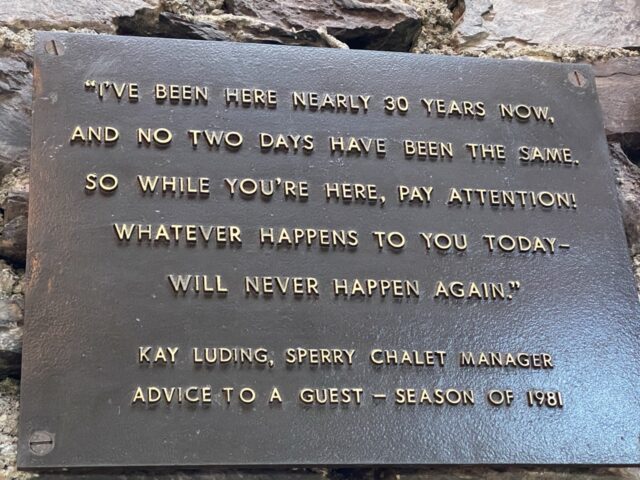 "I'VE BEEN HERE NEARLY 30 YEARS NOW,
AND NO TWO DAYS HAVE BEEN THE SAME.
SO WHILE YOU'RE HERE, PAY ATTENTION!
WHATEVER HAPPENS TO YOU TODAY–
WILL NEVER HAPPEN AGAIN."
KAY LUDING, SPERRY CHALET MANAGER
ADVICE TO A GUEST – SEASON OF 1981